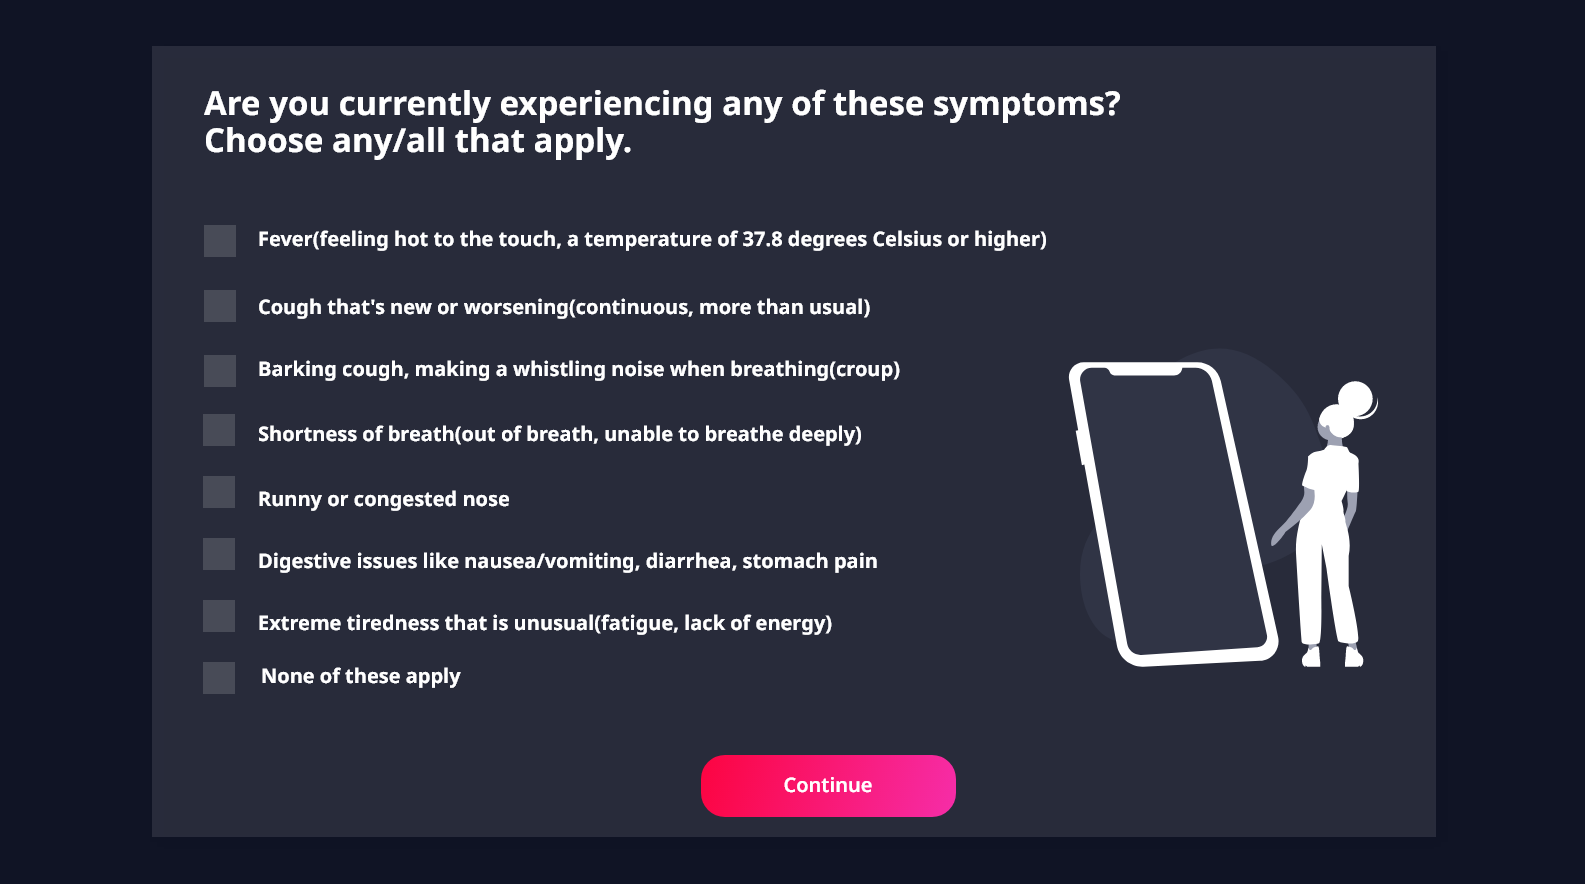 Are you currently experiencing any of these symptoms?
Choose any/all that apply.
Fever(feeling hot to the touch, a temperature of 37.8 degrees Celsius or higher)
Cough that's new or worsening(continuous, more than usual)
Barking cough, making a whistling noise when breathing(croup)
Shortness of breath(out of breath, unable to breathe deeply)
Runny or congested nose
Digestive issues like nausea/vomiting, diarrhea, stomach pain
Extreme tiredness that is unusual(fatigue, lack of energy)
None of these apply
Continue